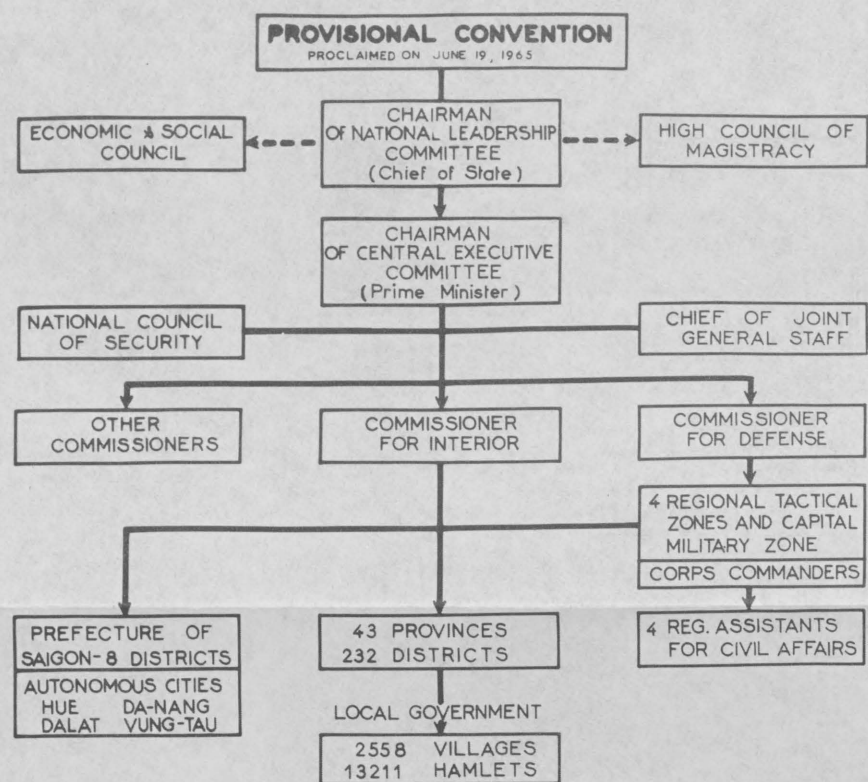 PROVISIONAL CONVENTION
PROCLAIMED ON JUNE 19, 1965
CHAIRMAN
OF NATIONAL LEADERSHIP
COMMITTEE
(Chief of State)
ECONOMIC & SOCIAL
COUNCIL
HIGH COUNCIL OF
MAGISTRACY
CHAIRMAN
OF CENTRAL EXECUTIVE
COMMITTEE
(Prime Minister)
NATIONAL COUNCIL
OF SECURITY
CHIEF OF JOINT
GENERAL STAFF
OTHER
COMMISSIONERS
COMMISSIONER
FOR INTERIOR
COMMISSIONER
FOR DEFENSE
4 REGIONAL TACTICAL
ZONES AND CAPITAL
MILITARY ZONE
CORPS COMMANDERS
PREFECTURE OF
SAIGON-8 DISTRICTS
AUTONOMOUS CITIES
HUE DA-NANG
DALAT VUNG-TAU
43 PROVINCES
232 DISTRICTS
4 REG. ASSISTANTS
FOR CIVIL AFFAIRS
LOCAL GOVERNMENT
2558 VILLAGES
13211 HAMLETS